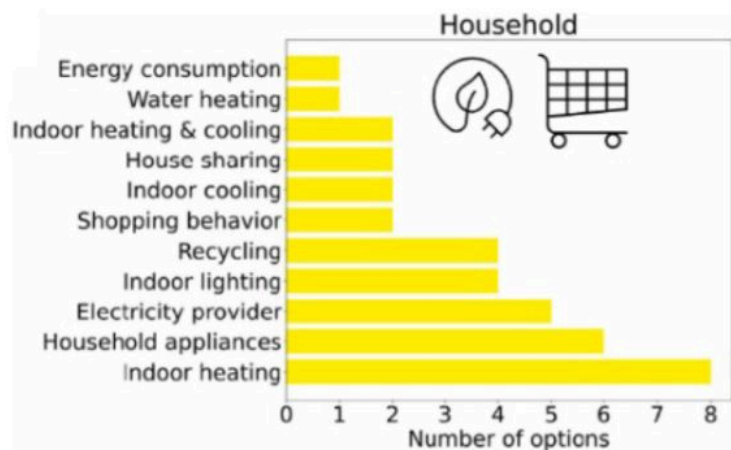 Household
Energy consumption
Water heating
Indoor heating & cooling
House sharing
Indoor cooling
Shopping behavior
Recycling
Indoor lighting
Electricity provider
Household appliances
Indoor heating
0 1 2 3 4 5 6 7 8
Number of options